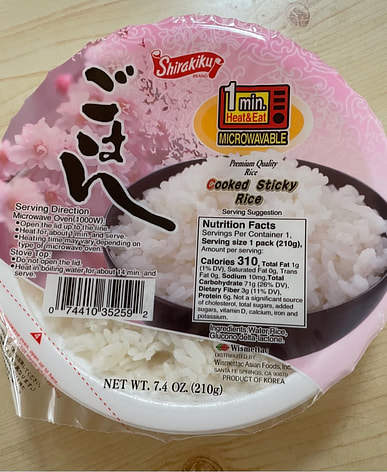 Shirakiku
BRAND
ごはん
1 min.
Heat&Eat
MICROWAVABLE
Premium Quality
Rice
Cooked Sticky
Rice
Serving Suggestion
Serving Direction
Microwave Oven(1000W)
●Open the lid up to the line.
●Heat for about 1 min. and Serve.
●Heating time may vary depending on
type of microwave oven.
Stove Top:
●Do not open the lid.
●Heat in boiling water for about 14 min. and
serve.
Nutrition Facts
Servings Per Container 1,
Serving size 1 pack (210g),
Amount per serving:
Calories 310, Total Fat 1g
(1% DV), Saturated Fat 0g, Trans
Fat 0g, Sodium 10mg, Total
Carbohydrate 71g (26% DV),
Dietary Fiber 3g (11% DV),
Protein 6g. Not a significant source
of cholesterol, total sugars, added
sugars, vitamin D, calcium, iron and
potassium.
0 74410 35259 2
Ingredients:Water,Rice,
Glucono delta-lactone.
Wismettac
DISTRIBUTED BY
Wismettac Asian Foods, Inc.
SANTA FE SPRINGS, CA 90670
PRODUCT OF KOREA
NET WT. 7.4 OZ. (210g)